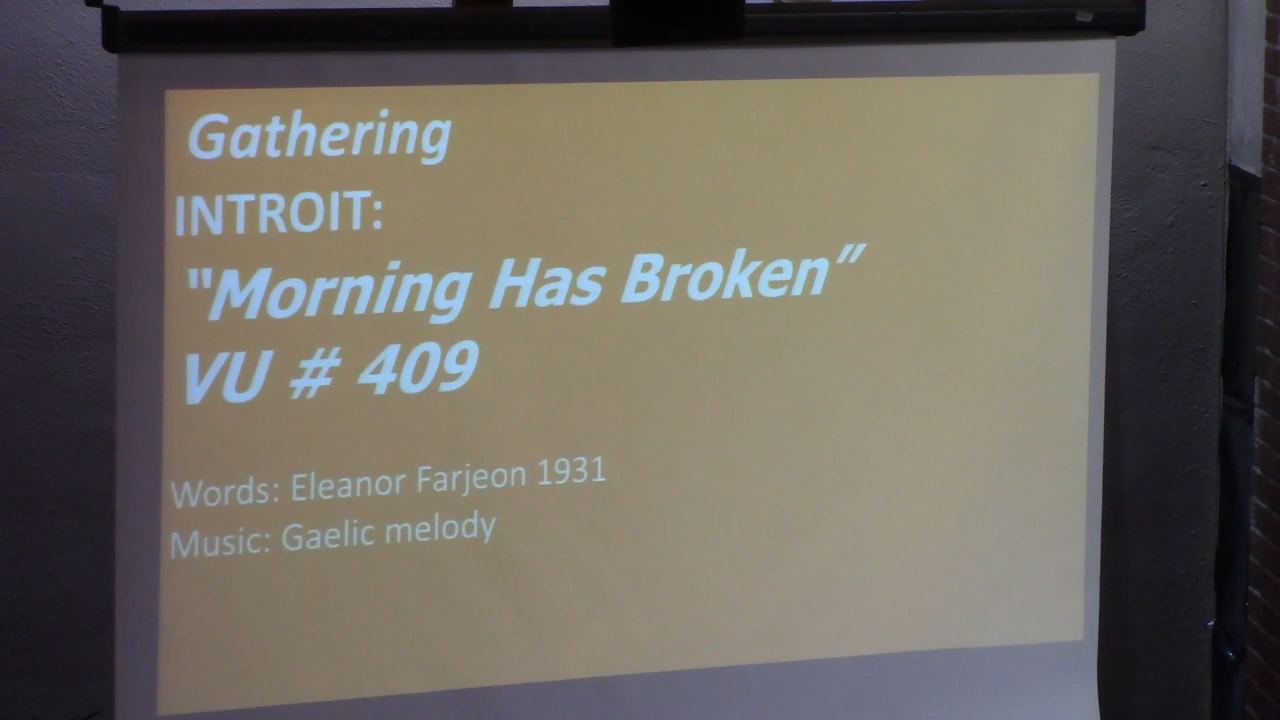 Gathering
INTROIT:
“Morning Has Broken”
VU # 409
Words: Eleanor Farjeon 1931
Music: Gaelic melody